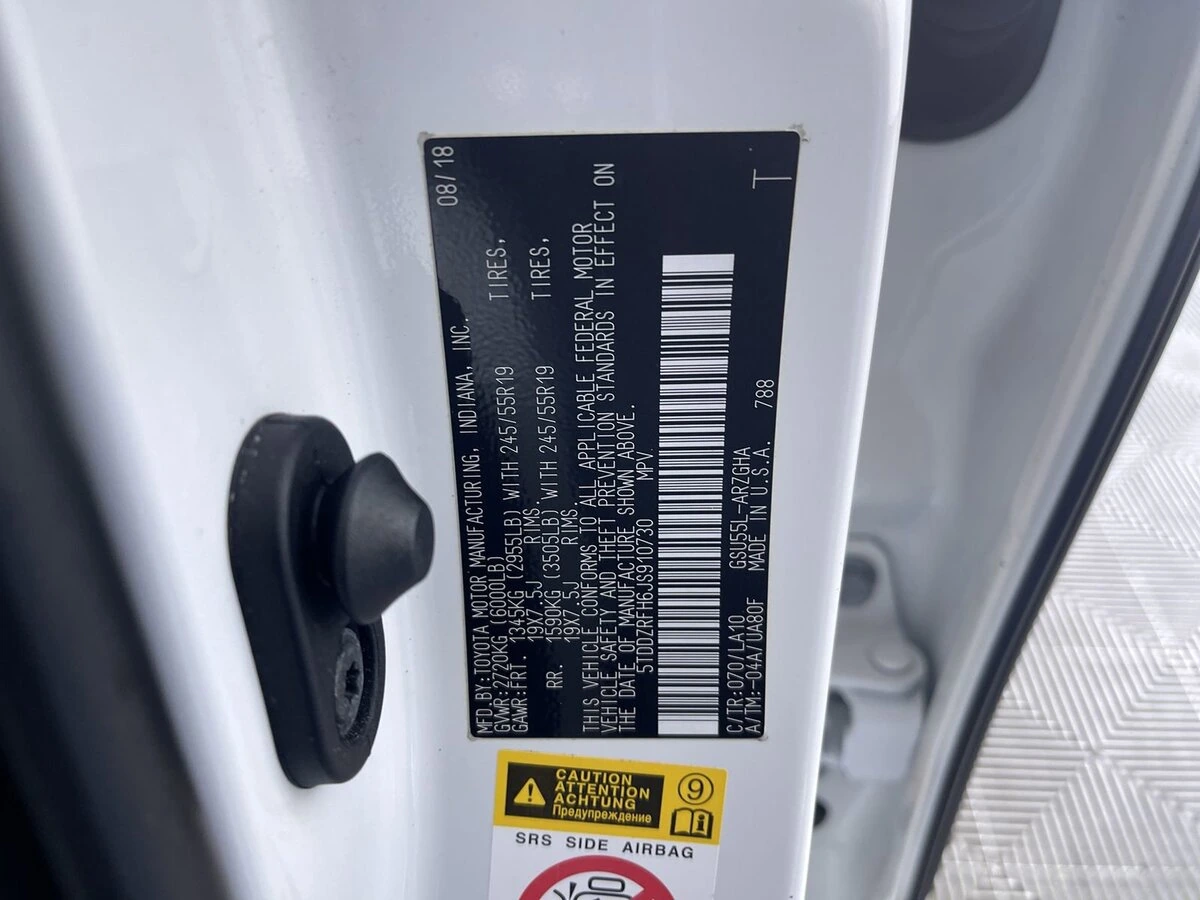 08/18
MFD.BY:TOYOTA MOTOR MANUFACTURING, INDIANA, INC.
GVWR:2720KG (6000LB)
GAWR:FRT. 1345KG (2955LB) WITH 245/55R19 TIRES,
19X7.5J RIMS.
RR. 1590KG (3505LB) WITH 245/55R19 TIRES,
19X7.5J RIMS.
THIS VEHICLE CONFORMS TO ALL APPLICABLE FEDERAL MOTOR
VEHICLE SAFETY AND THEFT PREVENTION STANDARDS IN EFFECT ON
THE DATE OF MANUFACTURE SHOWN ABOVE.
5TDDZRFH6JS910730 MPV
C/TR:070/LA10 GSU55L-ARZGHA
A/TM:-04A/UA80F MADE IN U.S.A. 788
T
CAUTION
ATTENTION
ACHTUNG
Предупреждение
9
SRS SIDE AIRBAG